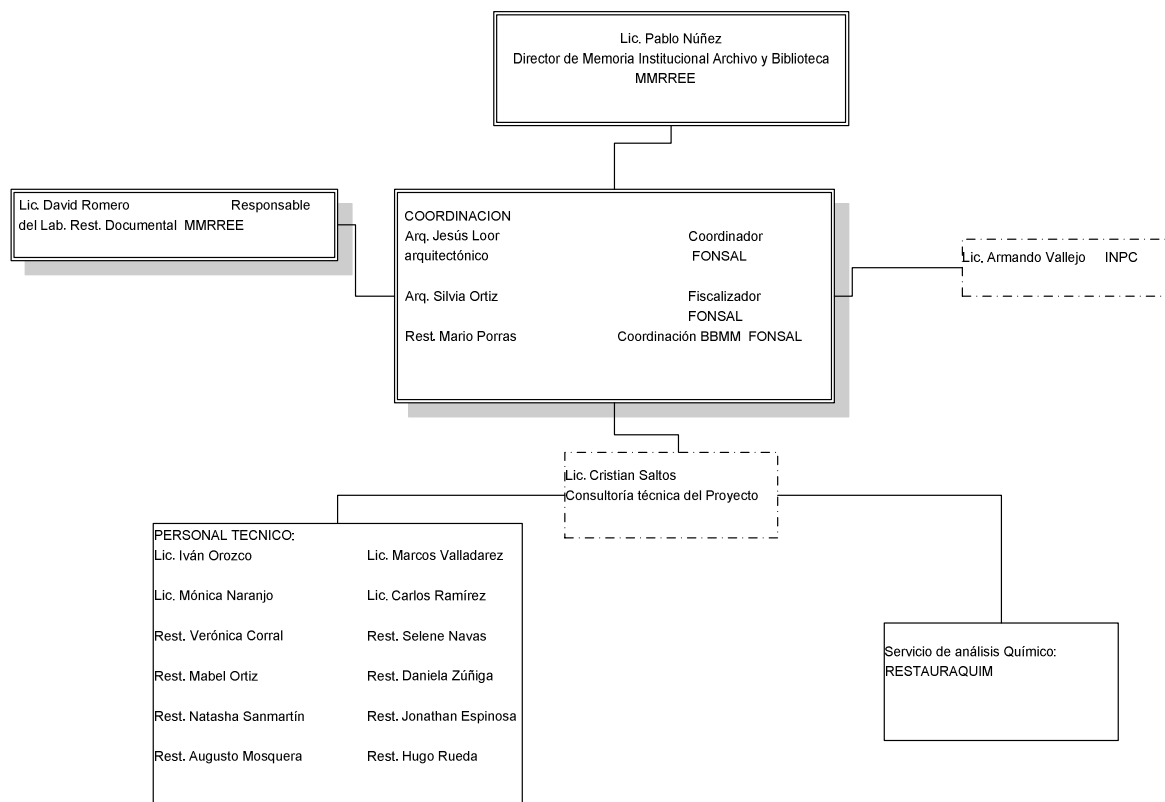 Lic. Pablo Núñez
Director de Memoria Institucional Archivo y Biblioteca
MMRREE
Lic. David Romero Responsable
del Lab. Rest. Documental MMRREE
COORDINACION
Arq. Jesús Loor Coordinador
arquitectónico FONSAL
Arq. Silvia Ortiz Fiscalizador
FONSAL
Rest. Mario Porras Coordinación BBMM FONSAL
Lic. Armando Vallejo INPC
Lic. Cristian Saltos
Consultoría técnica del Proyecto
PERSONAL TECNICO:
Lic. Iván Orozco Lic. Marcos Valladarez
Lic. Mónica Naranjo Lic. Carlos Ramírez
Rest. Verónica Corral Rest. Selene Navas
Rest. Mabel Ortiz Rest. Daniela Zúñiga
Rest. Natasha Sanmartín Rest. Jonathan Espinosa
Rest. Augusto Mosquera Rest. Hugo Rueda
Servicio de análisis Químico:
RESTAURAQUIM